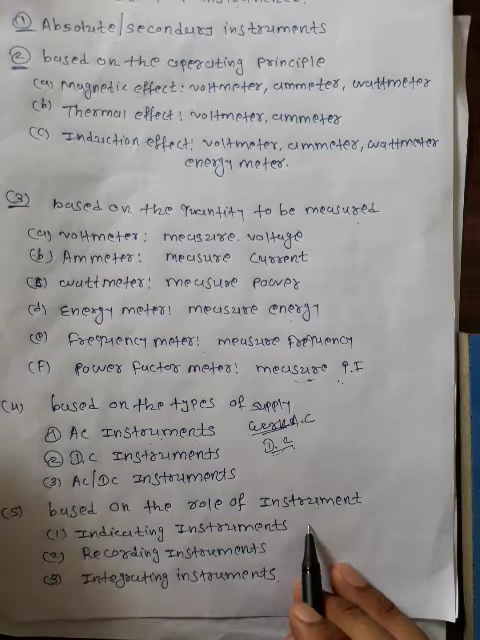 ① Absolute/secondary instruments
② based on the operating principle
(a) Magnetic effect: voltmeter, ammeter, wattmeter
(b) Thermal effect: voltmeter, ammeter
(c) Induction effect: voltmeter, ammeter, wattmeter
energy meter.
(3) based on the quantity to be measured
(a) voltmeter: measure voltage
(b) Ammeter: measure current
(c) wattmeter: measure power
(d) Energy meter: measure energy
(e) Frequency meter: measure frequency
(F) Power factor meter: measure P.F
(4) based on the types of supply
① Ac Instruments A.C
② D.C Instruments D.C
(3) Ac/Dc Instruments
(5) based on the role of Instrument
(1) Indicating Instruments
(2) Recording Instruments
(3) Integrating instruments.